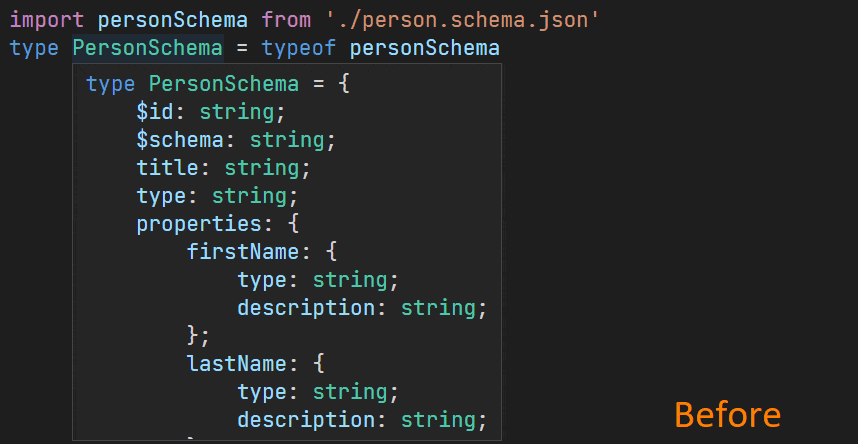 import personSchema from './person.schema.json'
type PersonSchema = typeof personSchema
type PersonSchema = {
    $id: string;
    $schema: string;
    title: string;
    type: string;
    properties: {
        firstName: {
            type: string;
            description: string;
        };
        lastName: {
            type: string;
            description: string;
Before